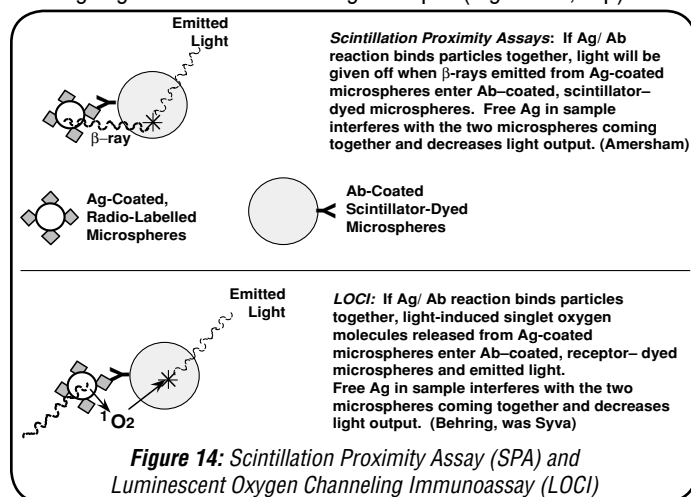 Scintillation Proximity Assays: If Ag/ Ab
reaction binds particles together, light will be
given off when β-rays emitted from Ag-coated
microspheres enter Ab–coated, scintillator–
dyed microspheres. Free Ag in sample
interferes with the two microspheres coming
together and decreases light output. (Amersham)
Emitted
Light
β–ray
Ag-Coated,
Radio-Labelled
Microspheres
Ab-Coated
Scintillator-Dyed
Microspheres
Emitted
Light
1O2
LOCI: If Ag/ Ab reaction binds particles
together, light-induced singlet oxygen
molecules released from Ag-coated
microspheres enter Ab–coated, receptor– dyed
microspheres and emitted light.
Free Ag in sample interferes with the two
microspheres coming together and decreases
light output. (Behring, was Syva)
Figure 14: Scintillation Proximity Assay (SPA) and
Luminescent Oxygen Channeling Immunoassay (LOCI)